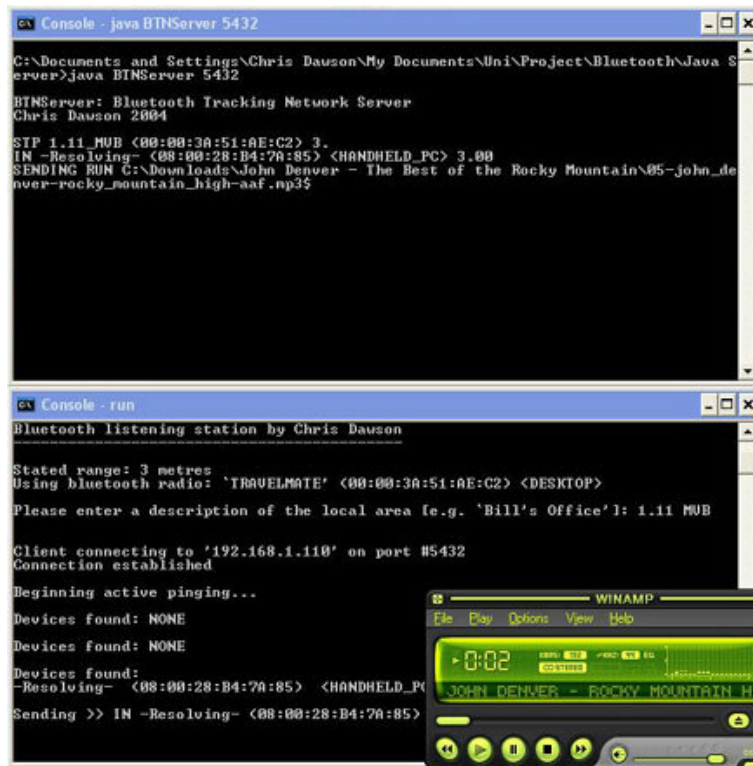 Console - java BTNServer 5432
C:\Documents and Settings\Chris Dawson\My Documents\Uni\Project\Bluetooth\Java S
erver>java BTNServer 5432
BTNServer: Bluetooth Tracking Network Server
Chris Dawson 2004
STP 1.11_MVB <00:00:3A:51:AE:C2> 3.
IN -Resolving- <08:00:28:B4:7A:85> <HANDHELD_PC> 3.00
SENDING RUN C:\Downloads\John Denver - The Best of the Rocky Mountain\05-john_de
nver-rocky_mountain_high-aaf.mp3$
Console - run
Bluetooth listening station by Chris Dawson
Stated range: 3 metres
Using bluetooth radio: `TRAVELMATE' <00:00:3A:51:AE:C2> <DESKTOP>
Please enter a description of the local area [e.g. `Bill's Office']: 1.11 MVB
Client connecting to '192.168.1.110' on port #5432
Connection established
Beginning active pinging...
Devices found: NONE
Devices found: NONE
Devices found:
-Resolving- <08:00:28:B4:7A:85> <HANDHELD_P
Sending >> IN -Resolving- <08:00:28:B4:7A:85>
WINAMP
File Play Options View Help
0:02
STEREO
JOHN DENVER - ROCKY MOUNTAIN H